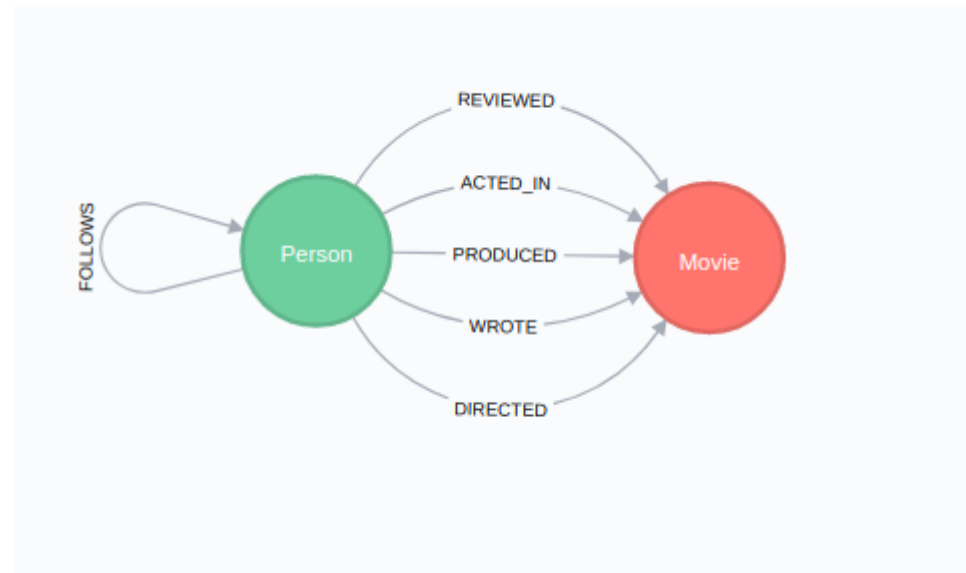 REVIEWED
ACTED_IN
FOLLOWS
Person
PRODUCED
Movie
WROTE
DIRECTED